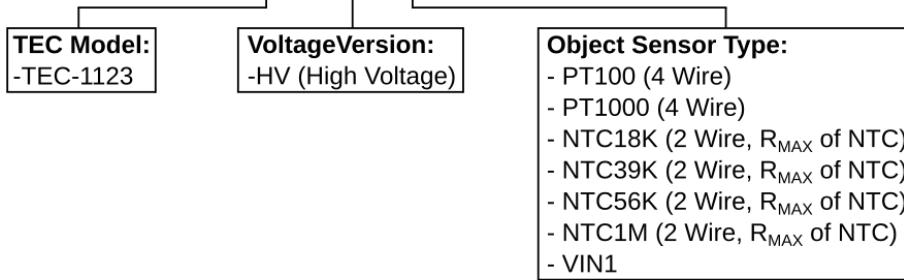 TEC Model:
-TEC-1123
VoltageVersion:
-HV (High Voltage)
Object Sensor Type:
- PT100 (4 Wire)
- PT1000 (4 Wire)
- NTC18K (2 Wire, RMAX of NTC)
- NTC39K (2 Wire, RMAX of NTC)
- NTC56K (2 Wire, RMAX of NTC)
- NTC1M (2 Wire, RMAX of NTC)
- VIN1